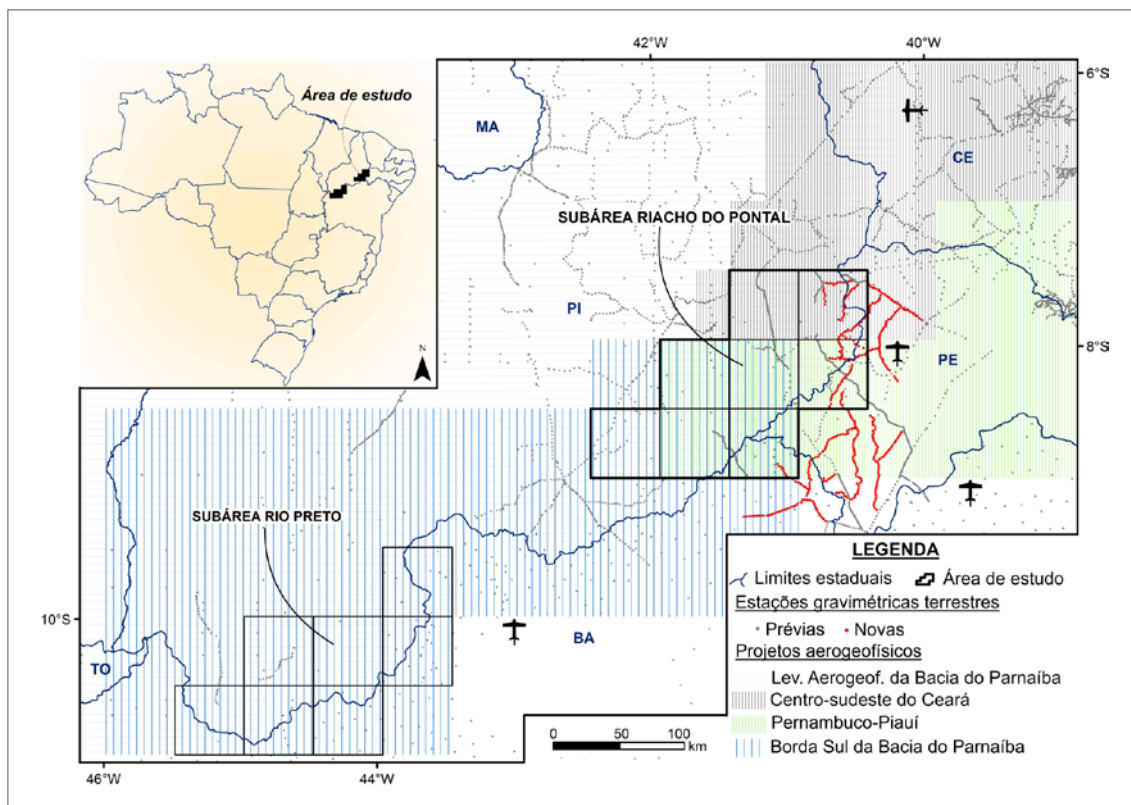 42°W
40°W
6°S
Área de estudo
MA
CE
SUBÁREA RIACHO DO PONTAL
PI
N
8°S
PE
SUBÁREA RIO PRETO
10°S
TO
BA
46°W
44°W
0 50 100
km
LEGENDA
Limites estaduais
Área de estudo
Estações gravimétricas terrestres
Prévias
Novas
Projetos aerogeofísicos
Lev. Aerogeof. da Bacia do Parnaíba
Centro-sudeste do Ceará
Pernambuco-Piauí
Borda Sul da Bacia do Parnaíba